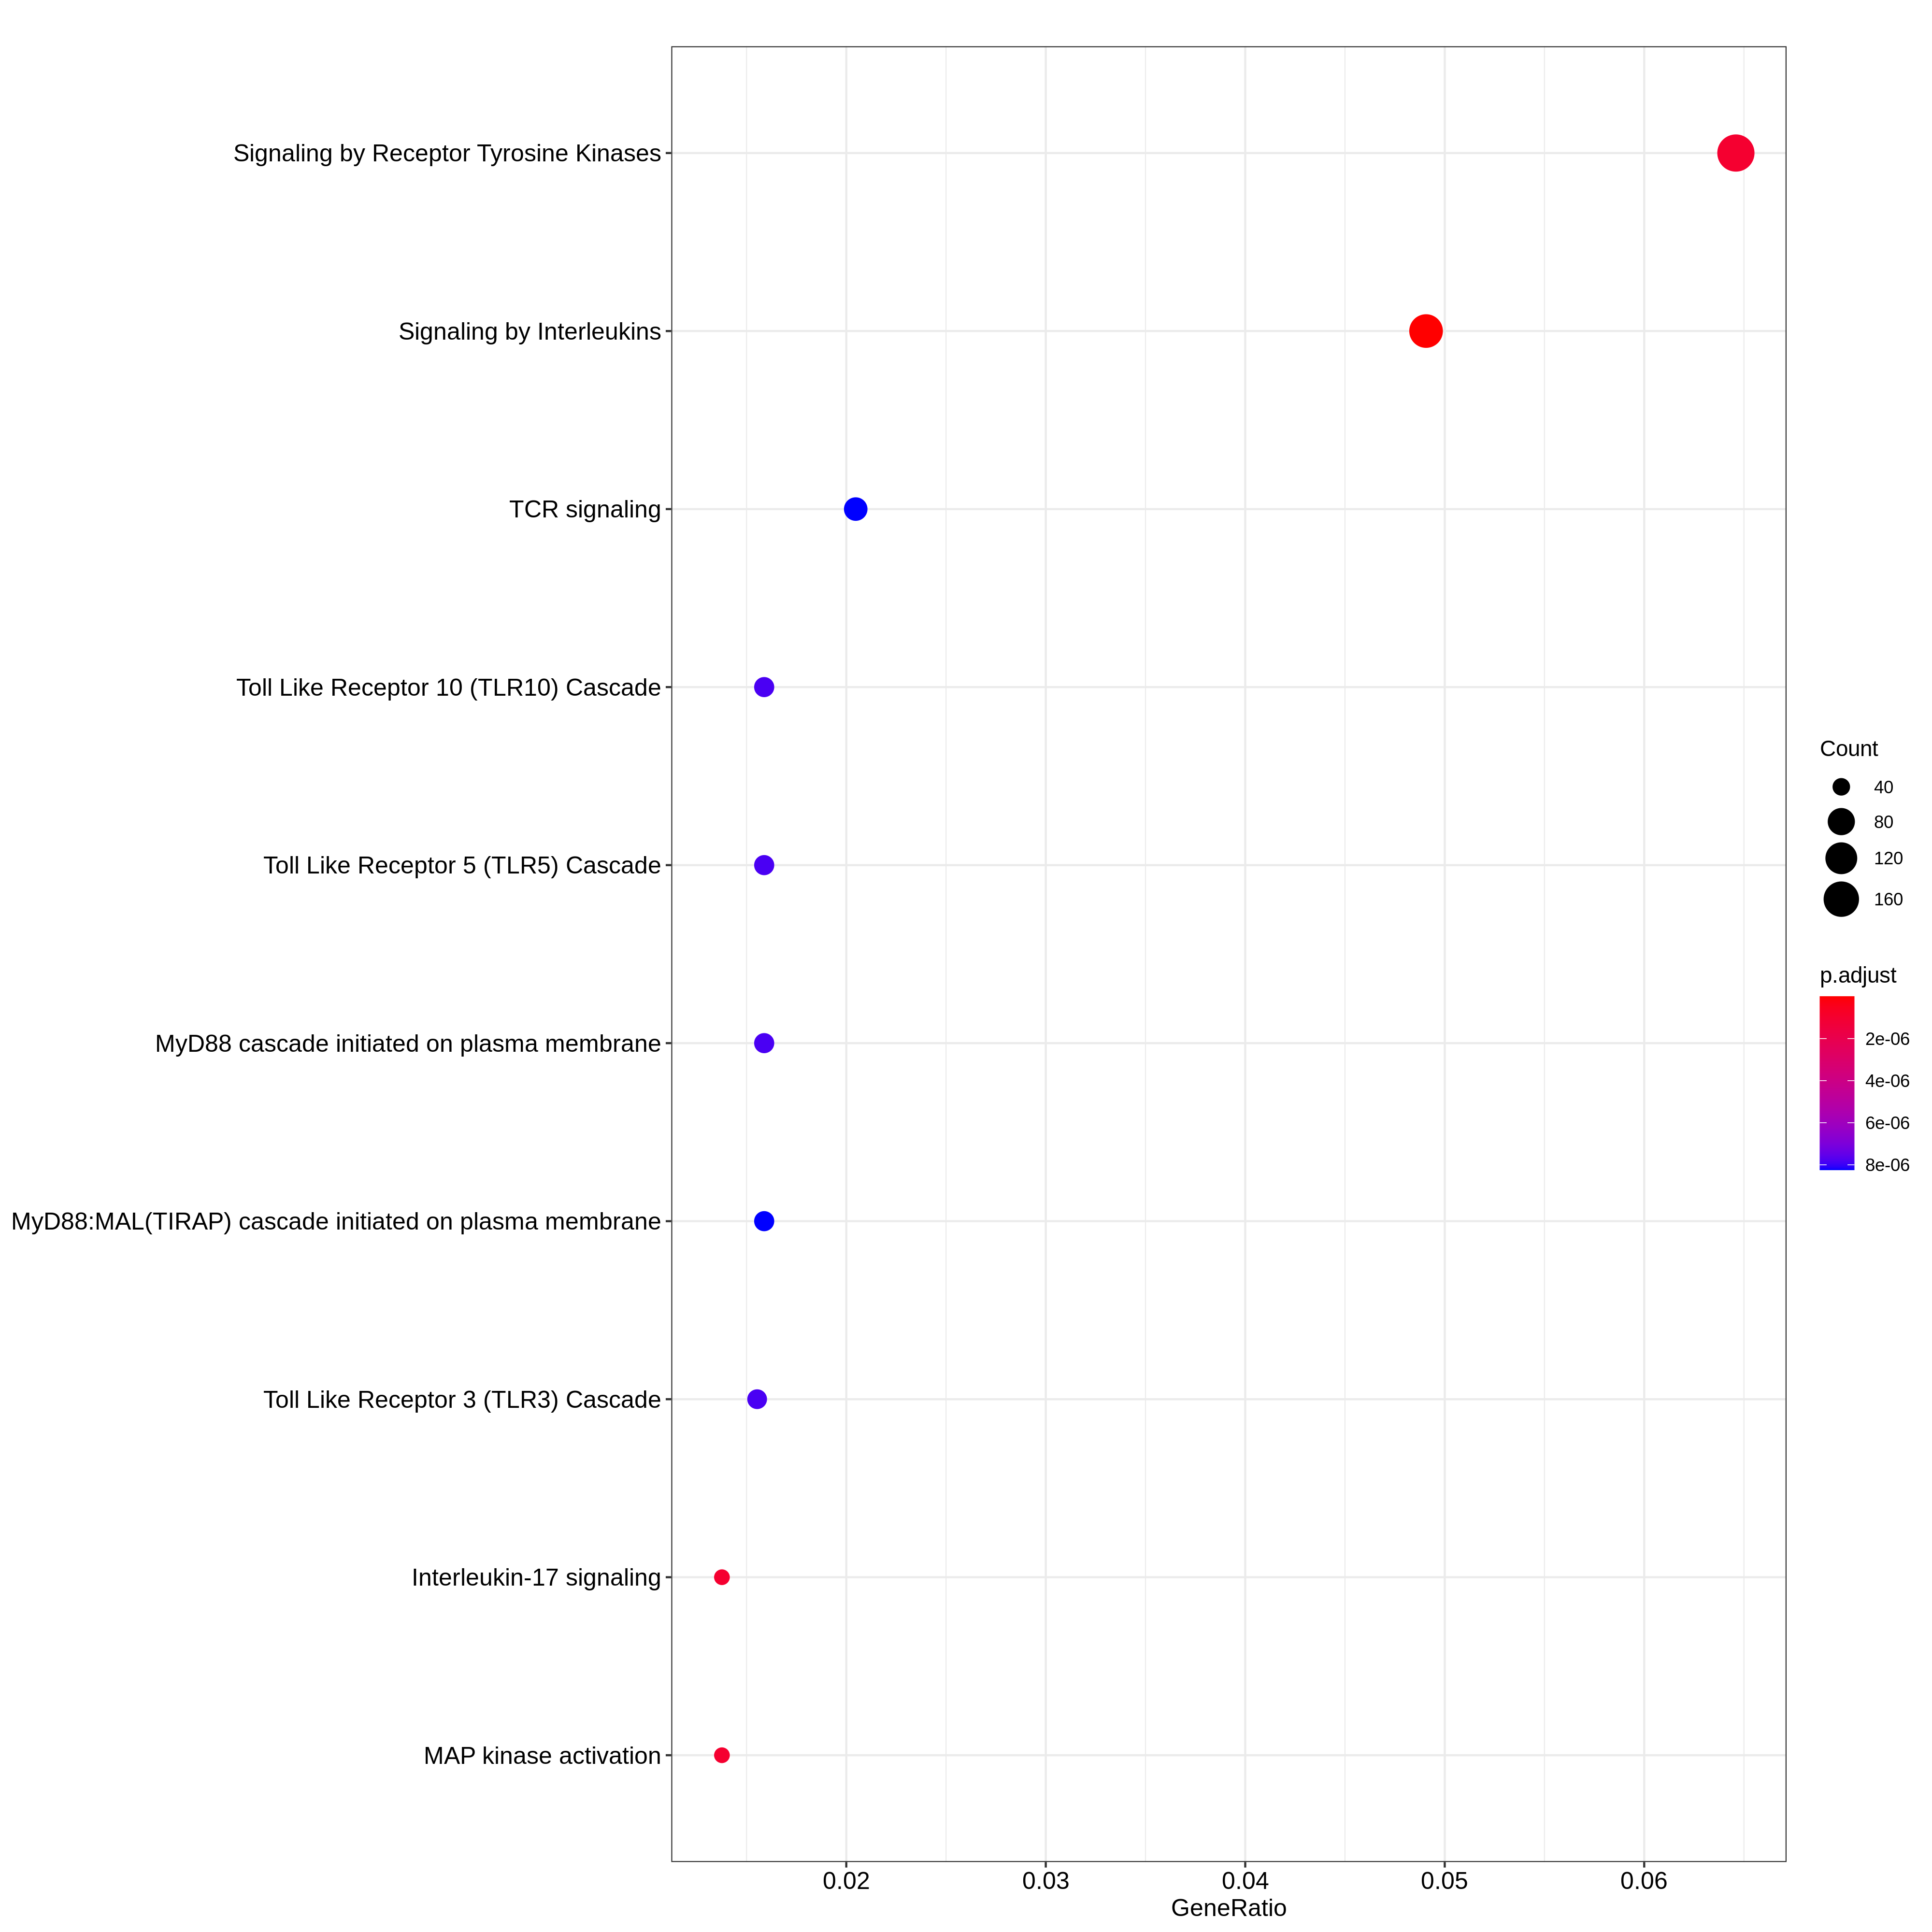 Signaling by Receptor Tyrosine Kinases
Signaling by Interleukins
TCR signaling
Toll Like Receptor 10 (TLR10) Cascade
Toll Like Receptor 5 (TLR5) Cascade
MyD88 cascade initiated on plasma membrane
MyD88:MAL(TIRAP) cascade initiated on plasma membrane
Toll Like Receptor 3 (TLR3) Cascade
Interleukin-17 signaling
MAP kinase activation
0.02 0.03 0.04 0.05 0.06
GeneRatio
Count
40
80
120
160
p.adjust
2e-06
4e-06
6e-06
8e-06